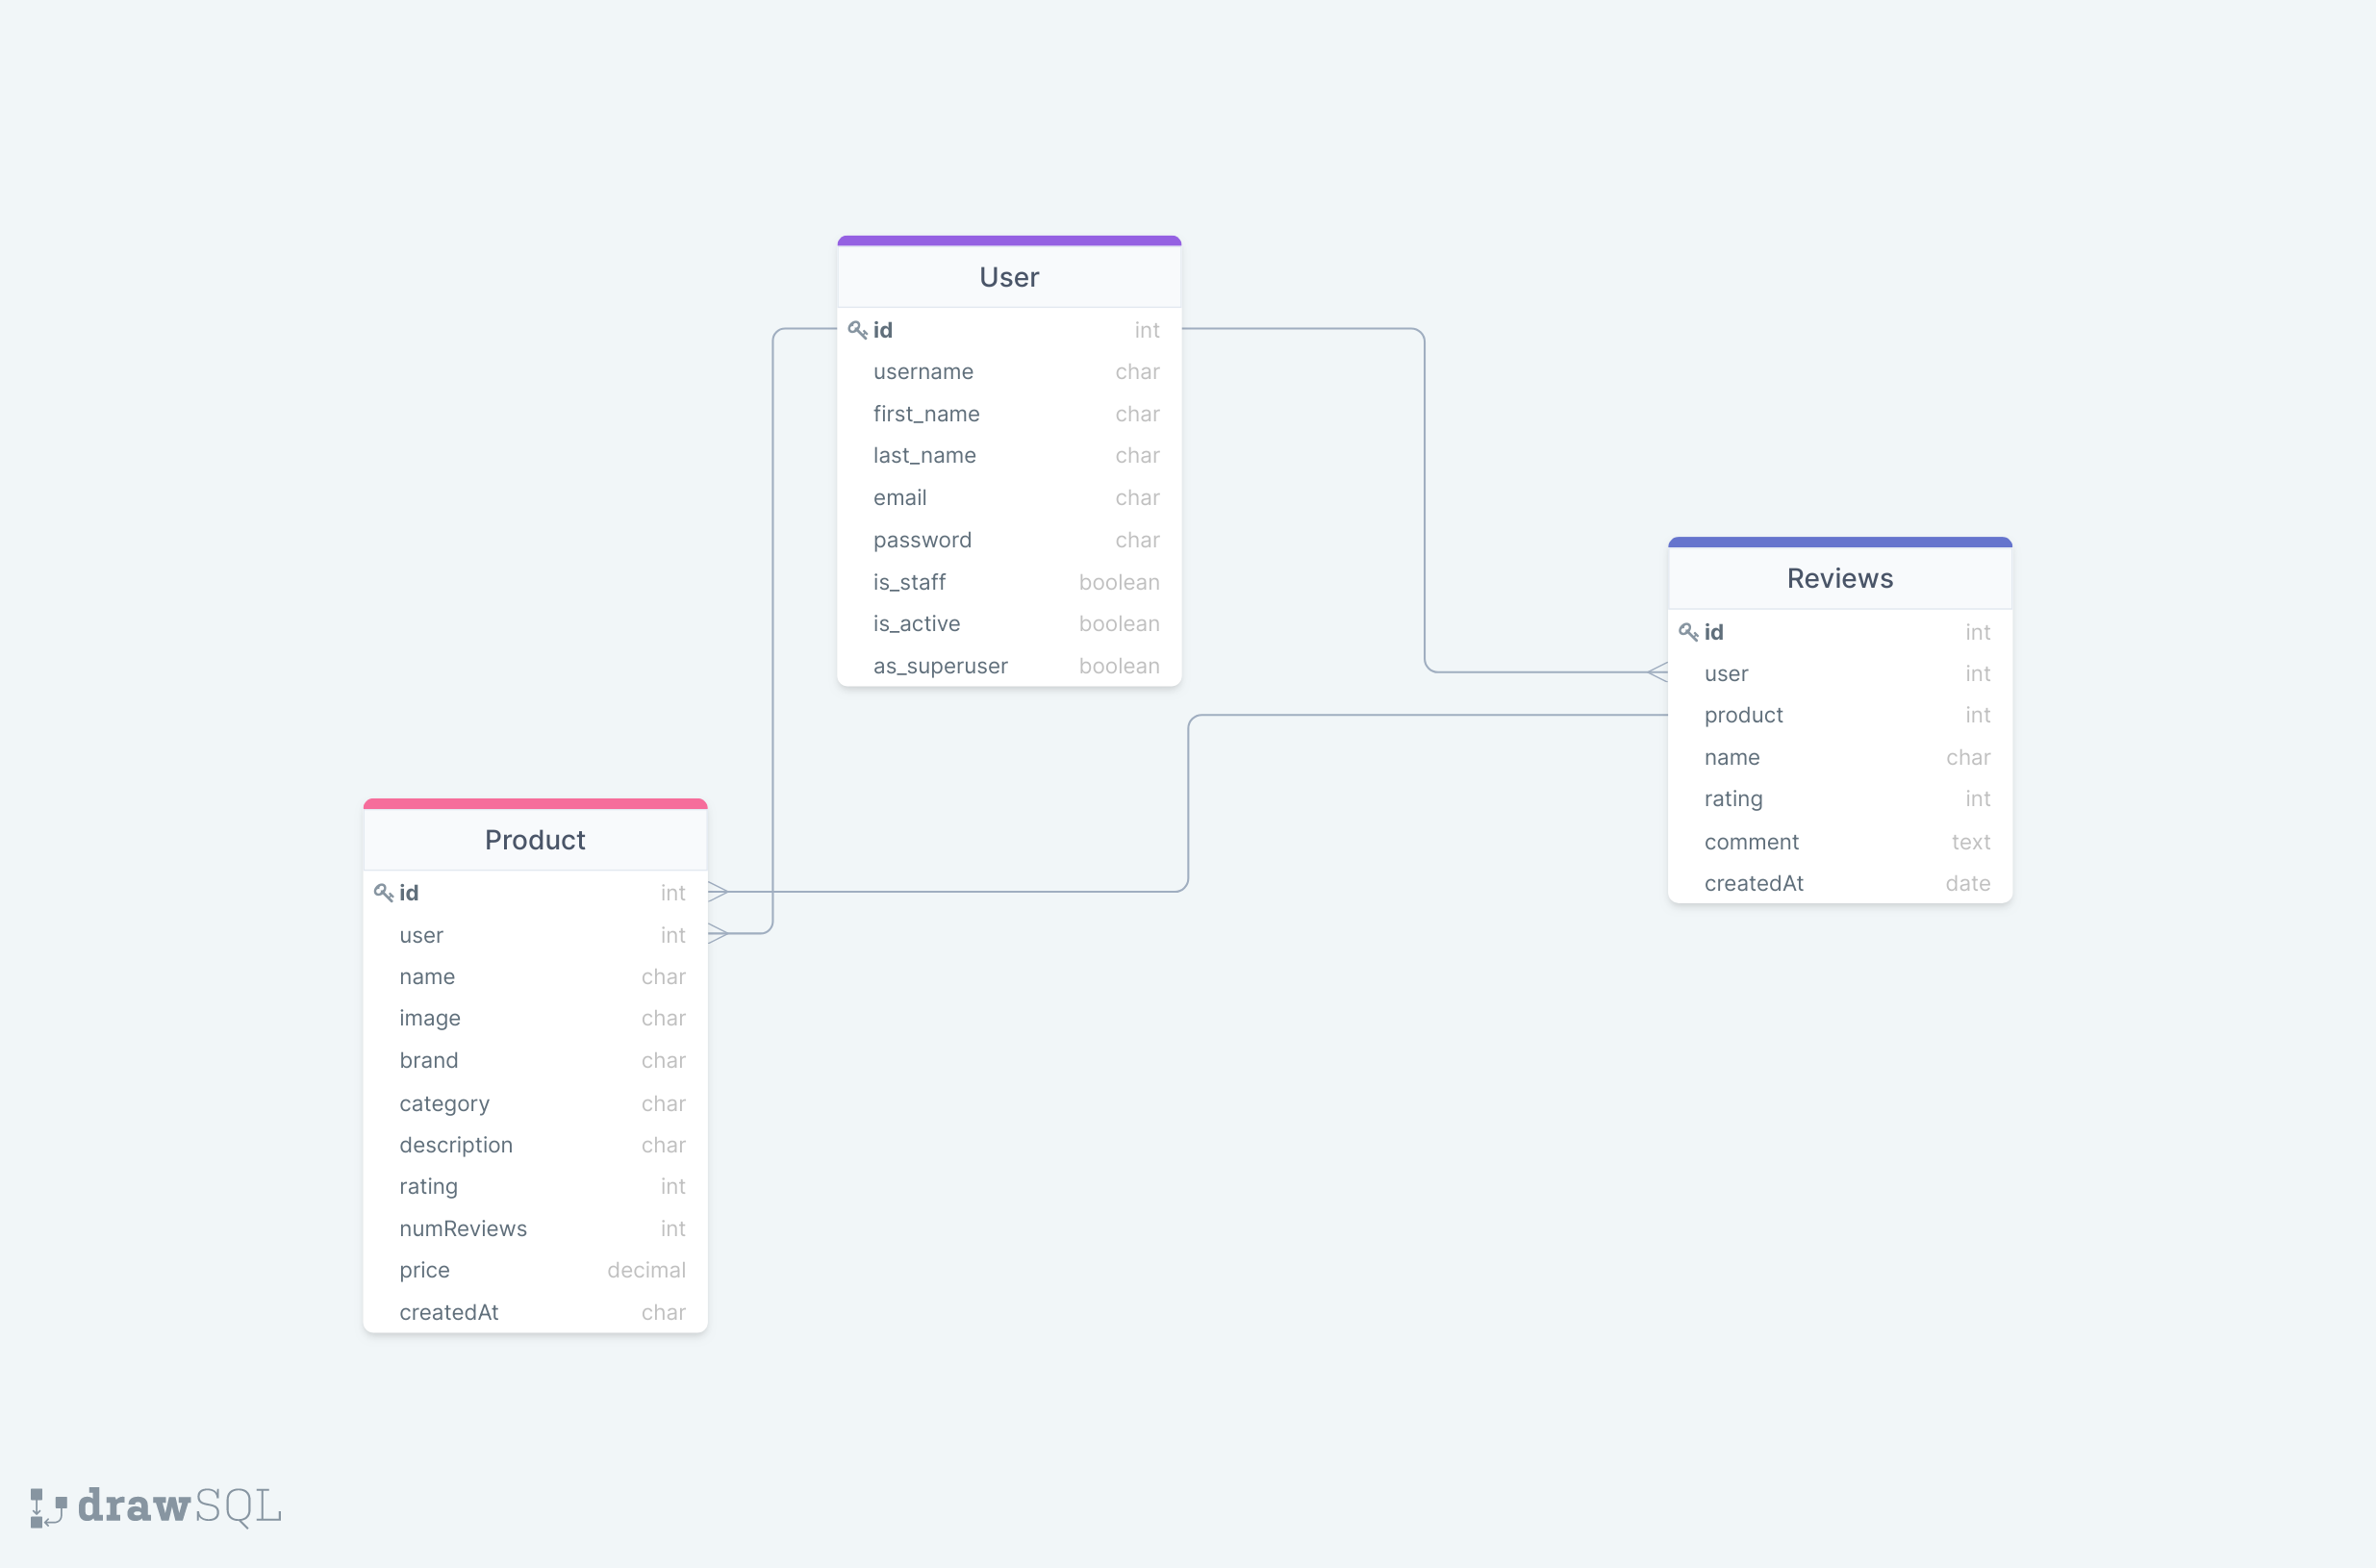 User
id int
username char
first_name char
last_name char
email char
password char
is_staff boolean
is_active boolean
as_superuser boolean
Reviews
id int
user int
product int
name char
rating int
comment text
createdAt date
Product
id int
user int
name char
image char
brand char
category char
description char
rating int
numReviews int
price decimal
createdAt char
drawSQL